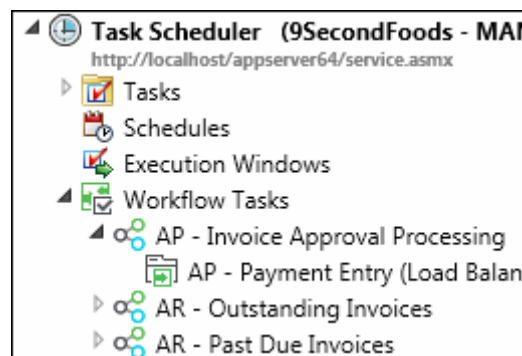 Task Scheduler (9SecondFoods - MAN
http://localhost/appserver64/service.asmx
Tasks
Schedules
Execution Windows
Workflow Tasks
AP - Invoice Approval Processing
AP - Payment Entry (Load Balan
AR - Outstanding Invoices
AR - Past Due Invoices